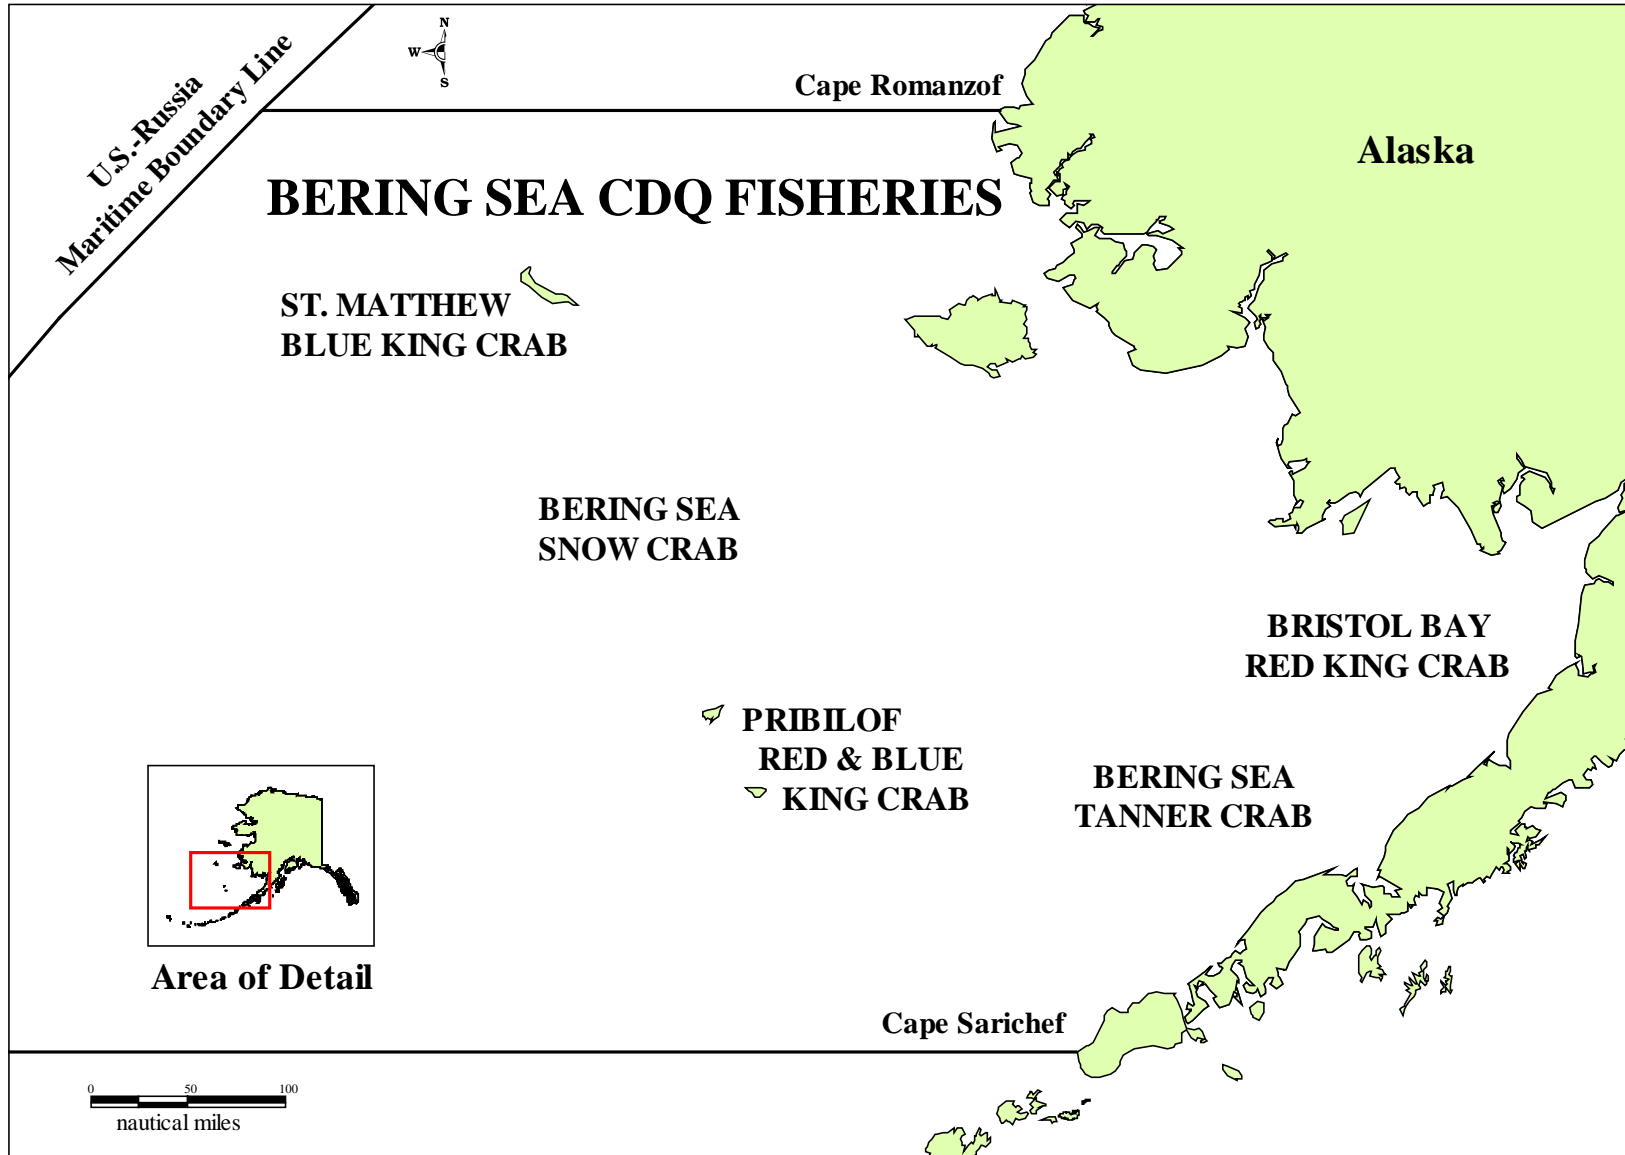 N
W
S
Cape Romanzof
U.S.-Russia
Maritime Boundary Line
Alaska
BERING SEA CDQ FISHERIES
ST. MATTHEW
BLUE KING CRAB
BERING SEA
SNOW CRAB
BRISTOL BAY
RED KING CRAB
PRIBILOF
RED & BLUE
KING CRAB
BERING SEA
TANNER CRAB
Area of Detail
Cape Sarichef
0 50 100
nautical miles